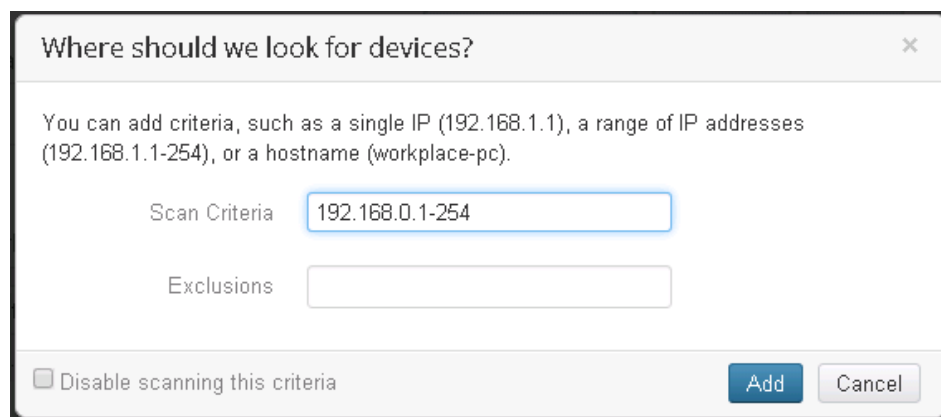 Where should we look for devices?
×
You can add criteria, such as a single IP (192.168.1.1), a range of IP addresses
(192.168.1.1-254), or a hostname (workplace-pc).
Scan Criteria 192.168.0.1-254
Exclusions
Disable scanning this criteria Add Cancel